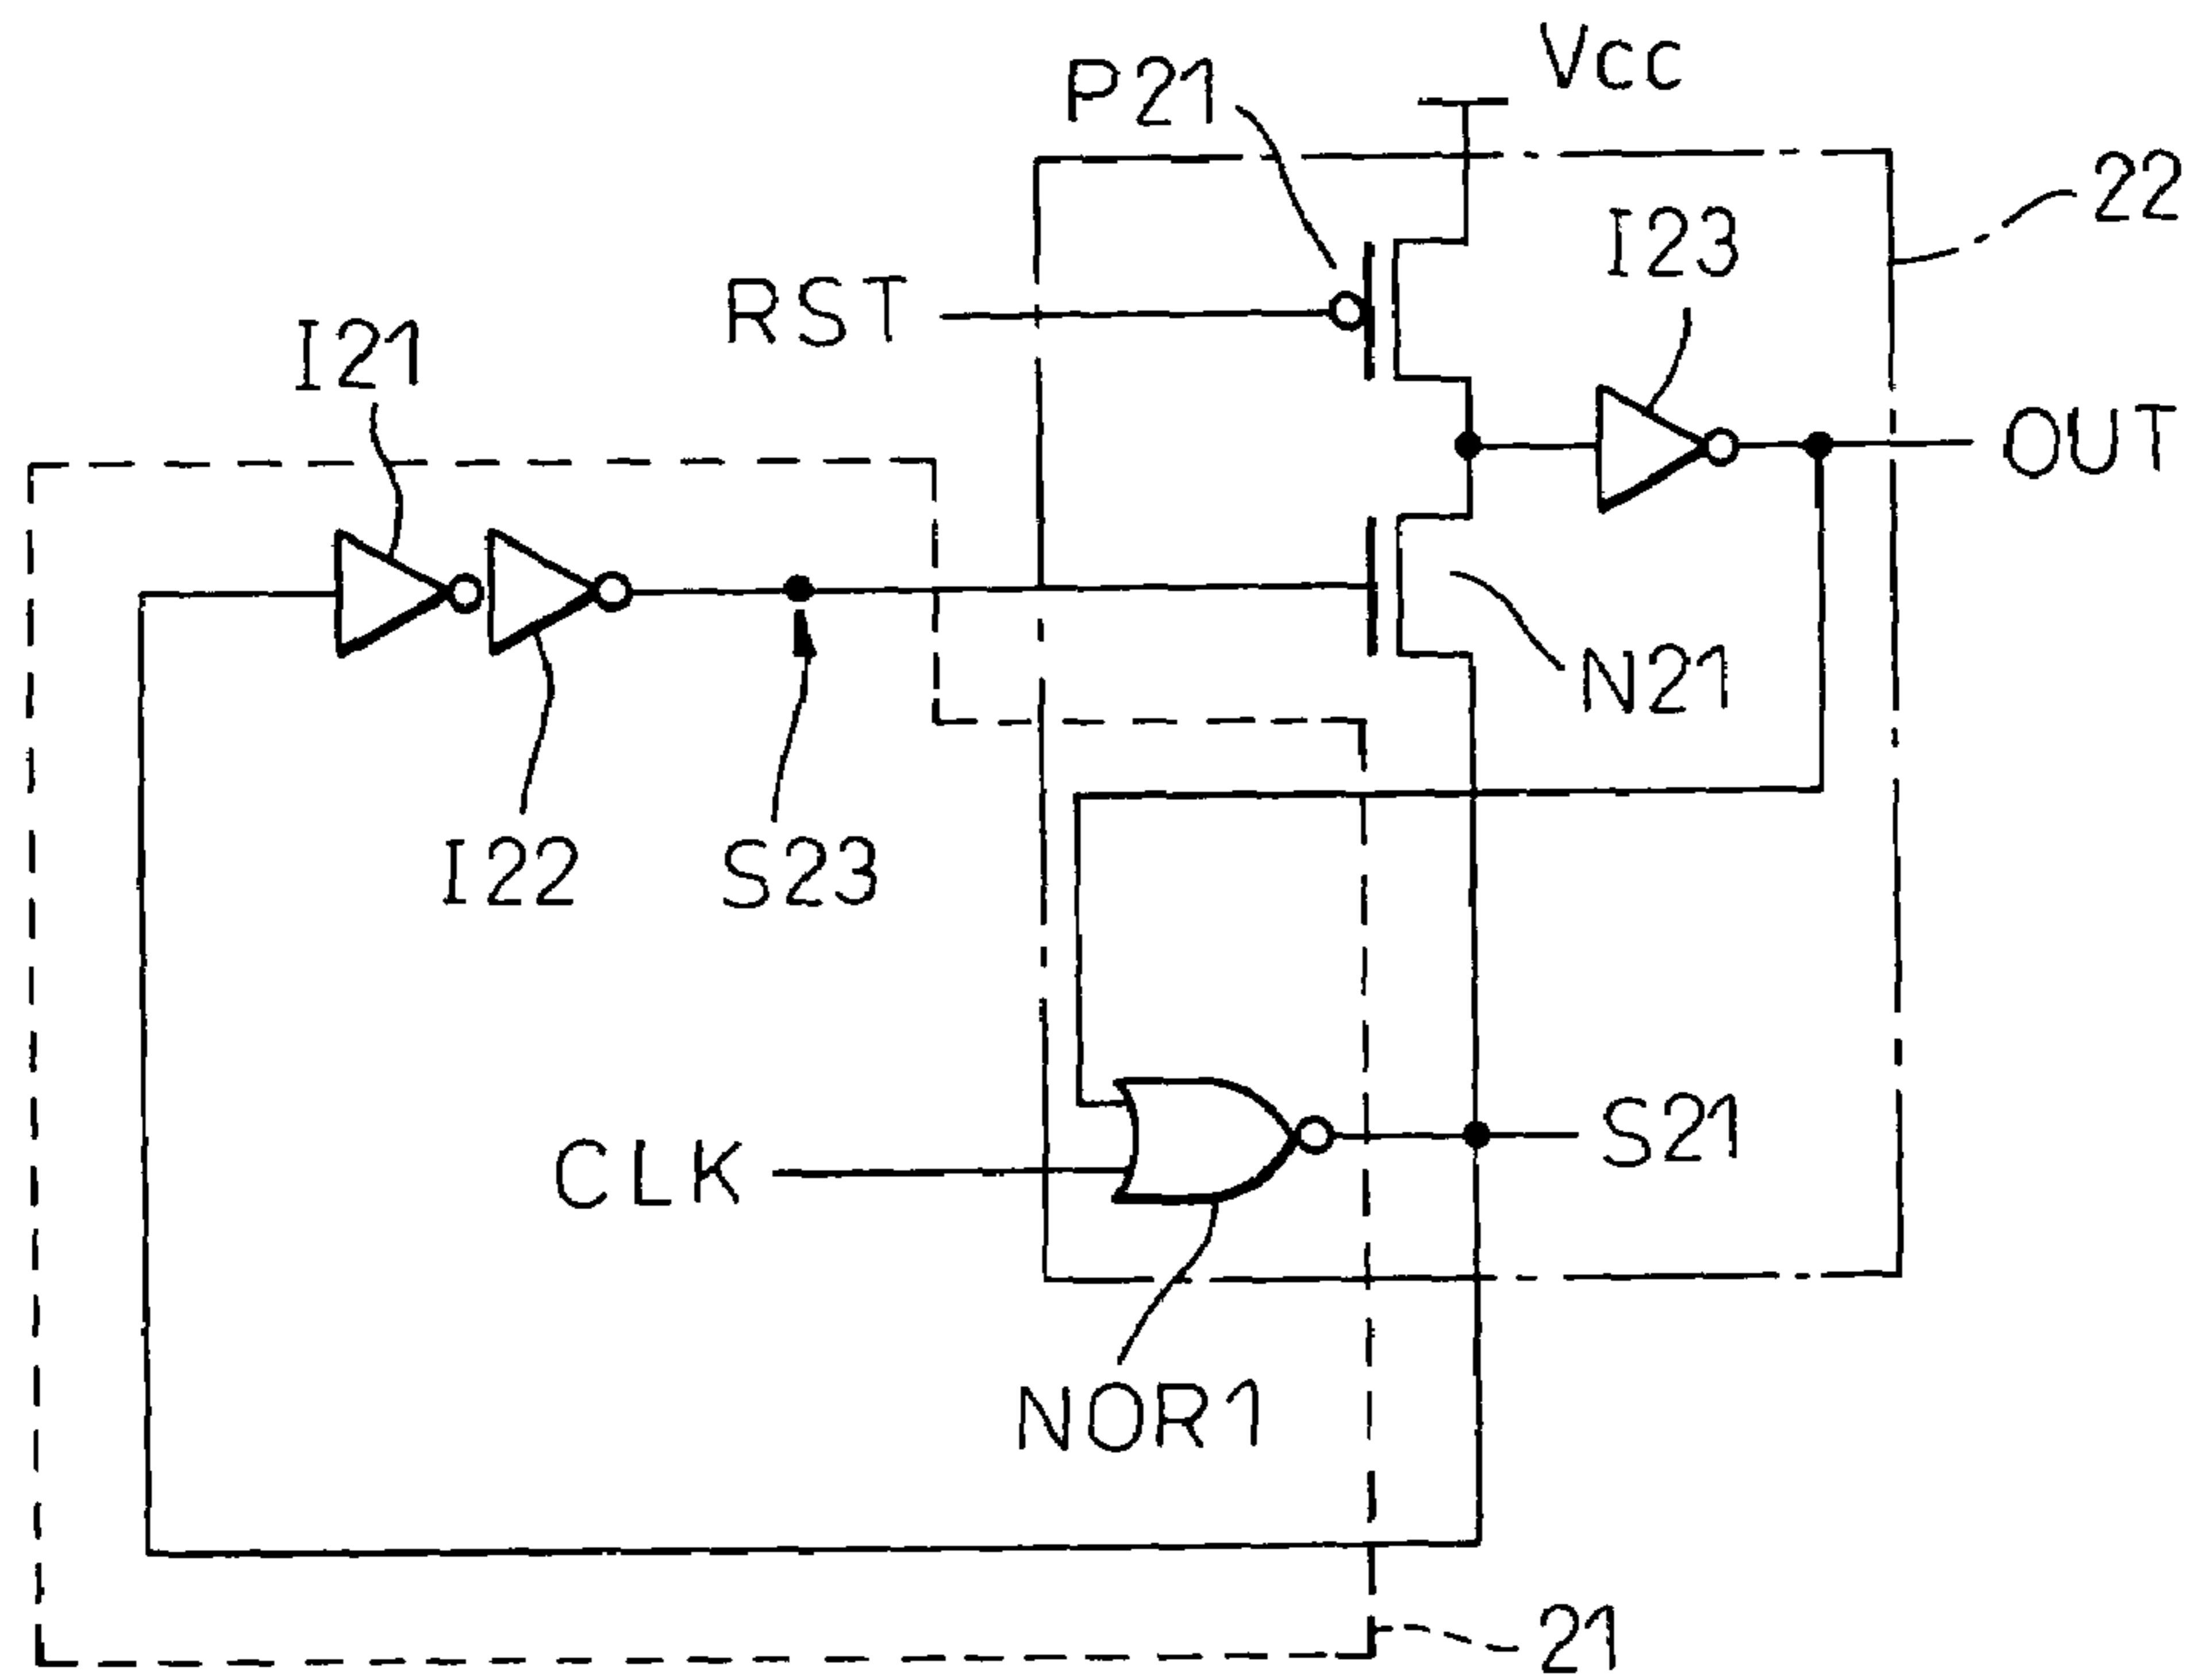 Vcc
P21
22
I23
RST
I21
OUT
N21
I22
S23
S21
CLK
NOR1
21